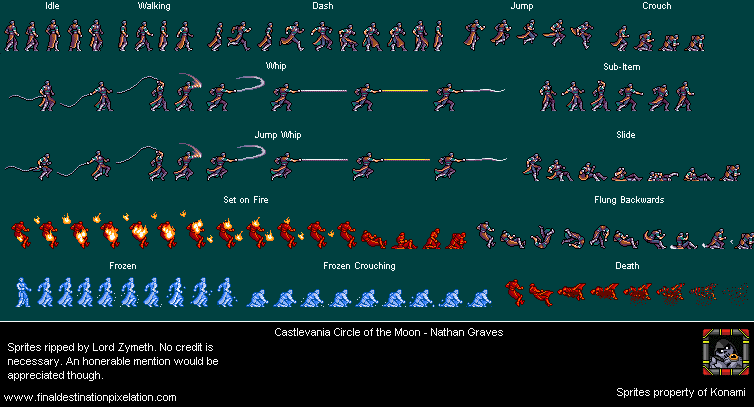 Idle Walking Dash Jump Crouch
Whip Sub-Item
Jump Whip Slide
Set on Fire Flung Backwards
Frozen Frozen Crouching Death
Castlevania Circle of the Moon - Nathan Graves
Sprites ripped by Lord Zymeth. No credit is
necessary. An honerable mention would be
appreciated though.
www.finaldestinationpixelation.com
Sprites property of Konami